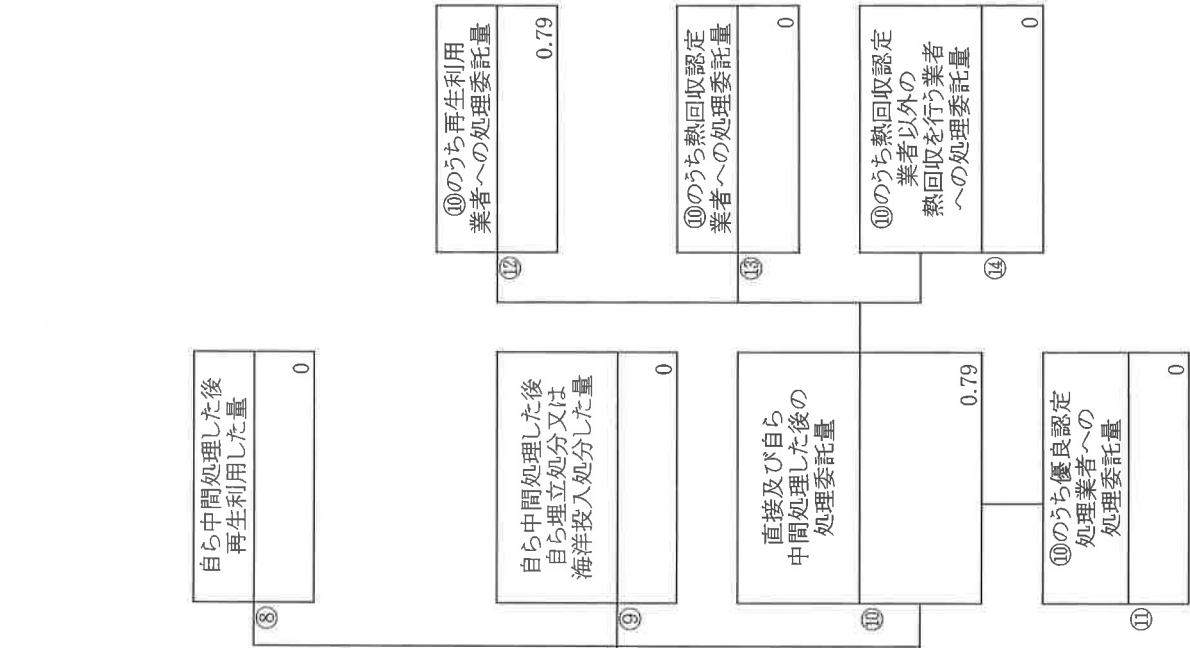 ⑧
自ら中間処理した後
再生利用した量
0
⑨
自ら中間処理した後
自ら埋立処分又は
海洋投入処分した量
0
⑩
直接及び自ら
中間処理した後の
処理委託量
0.79
⑪
⑩のうち優良認定
処理業者への
処理委託量
0
⑫
⑩のうち再生利用
業者への処理委託量
0.79
⑬
⑩のうち熱回収認定
業者への処理委託量
0
⑭
⑩のうち熱回収認定
業者以外の
熱回収を行う業者
への処理委託量
0